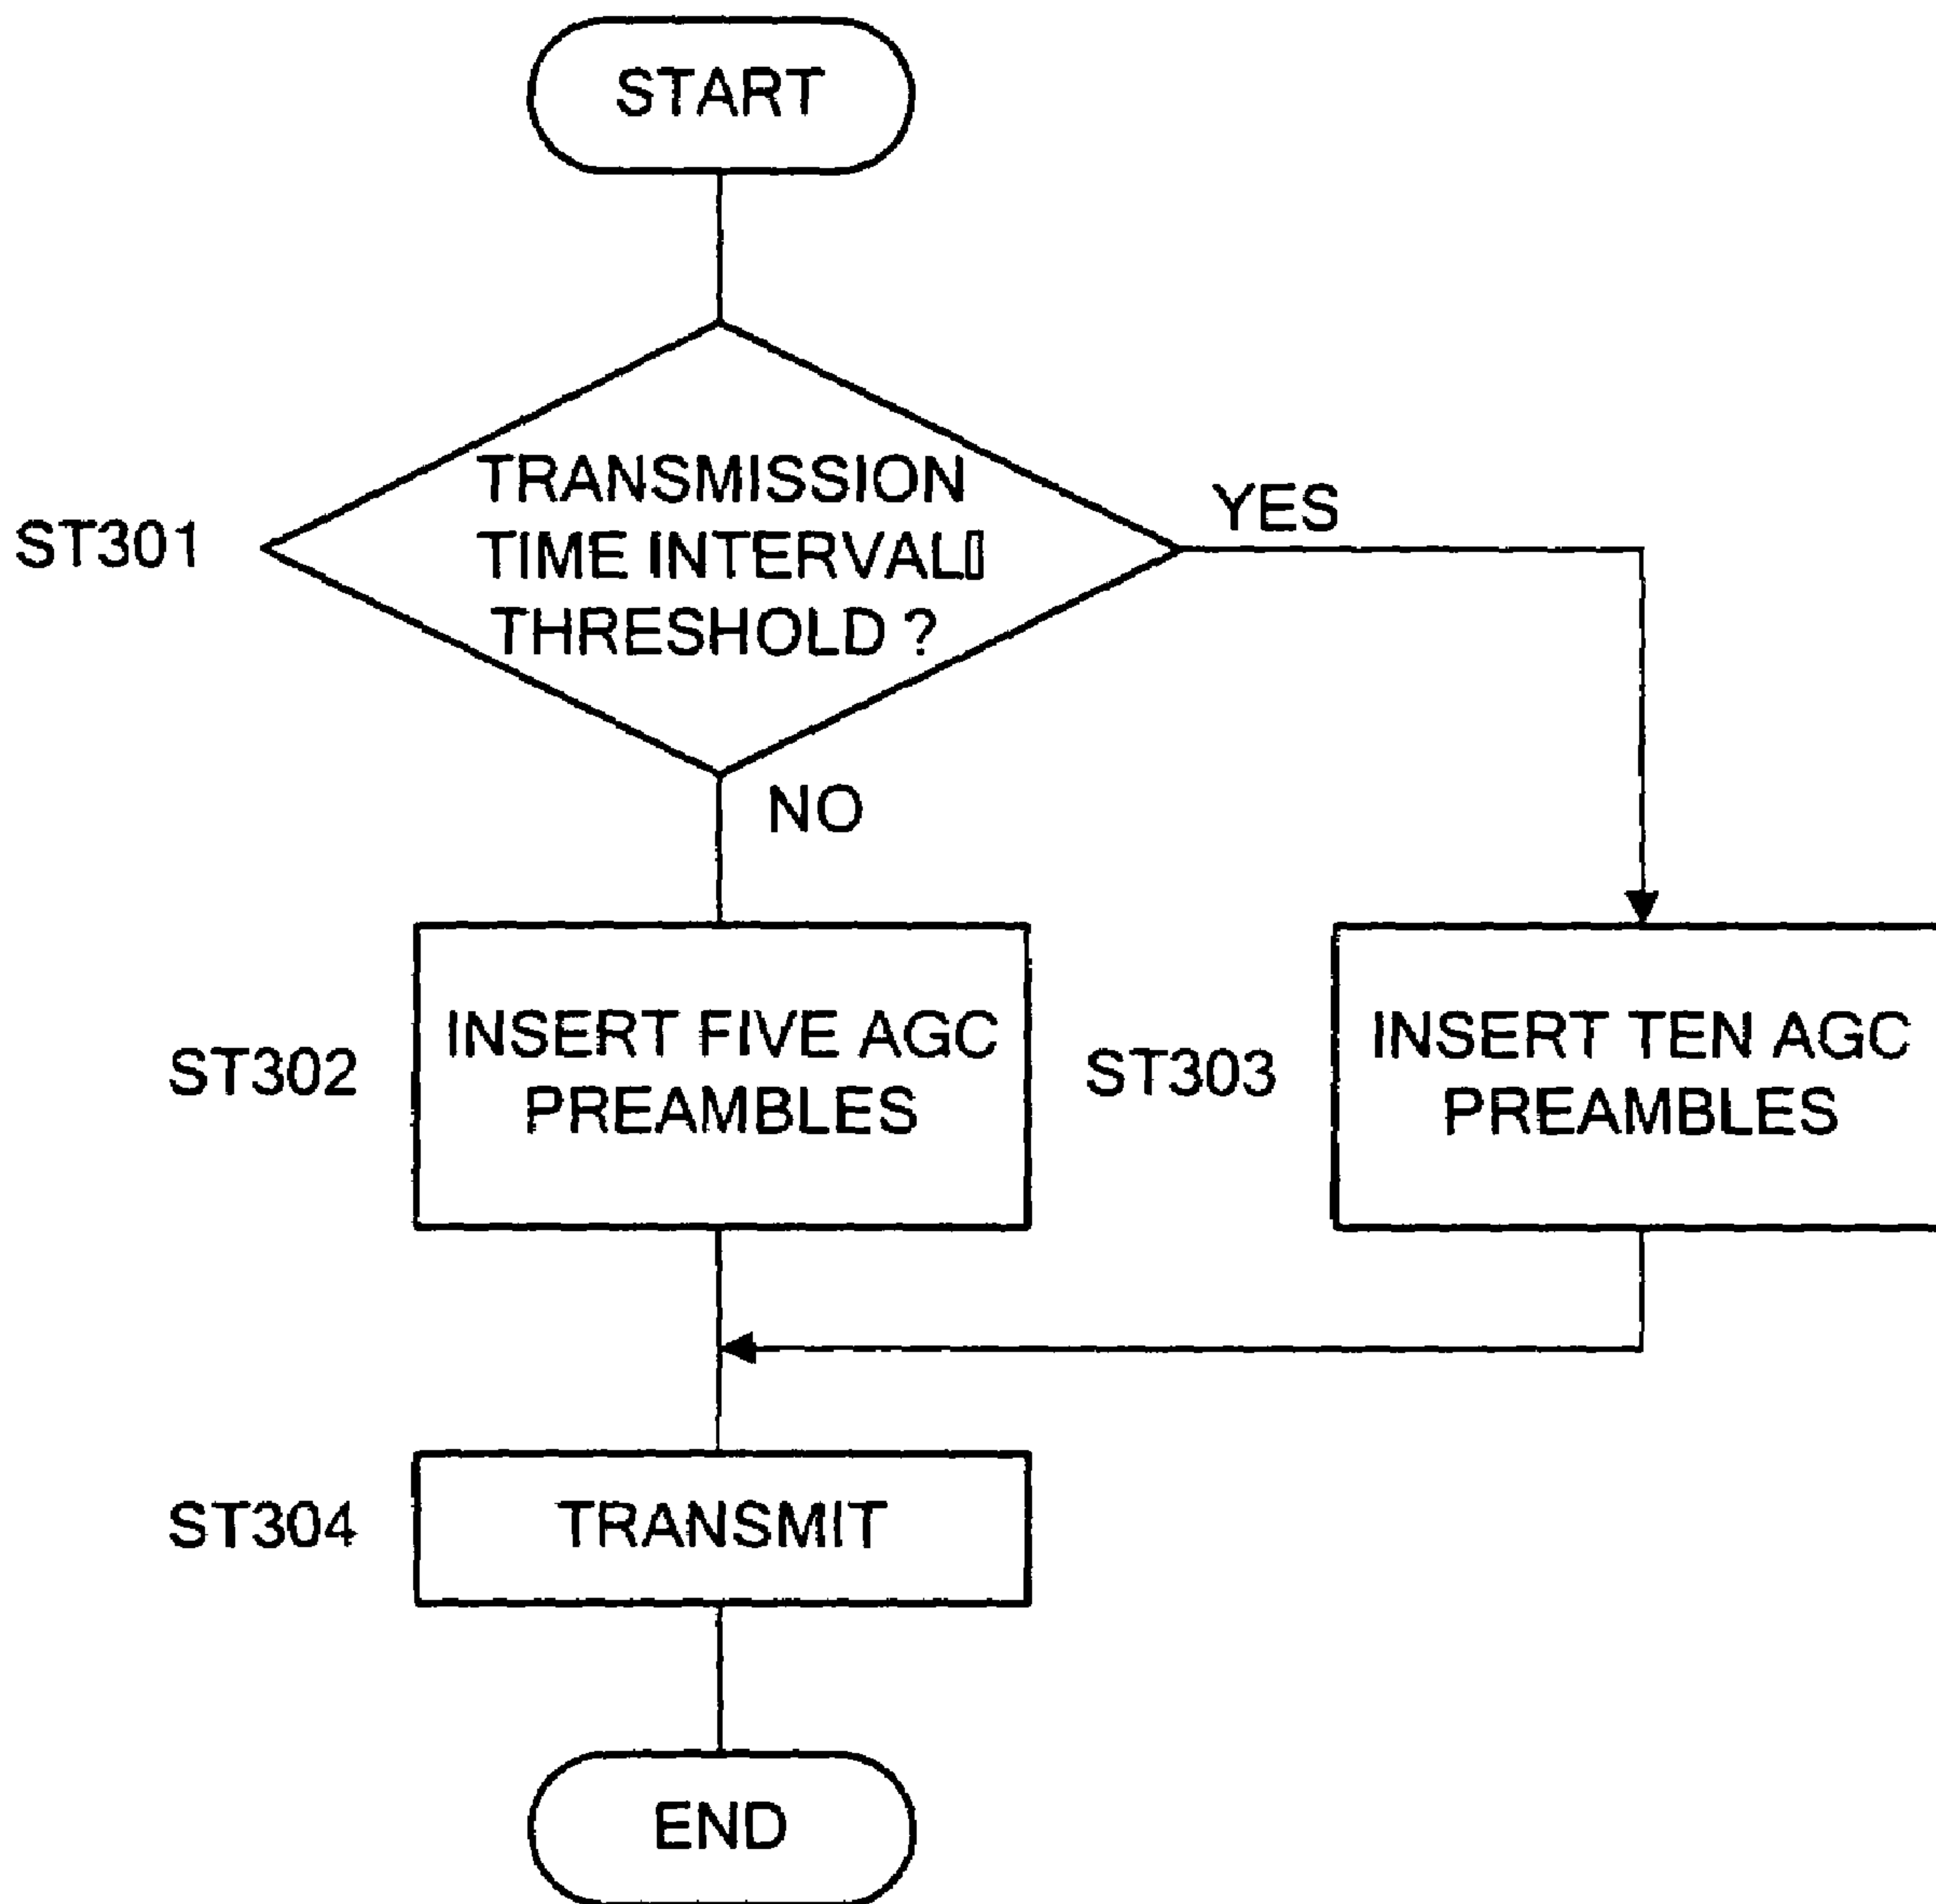 START
ST301
TRANSMISSION
TIME INTERVAL▯
THRESHOLD ?
YES
NO
ST302
INSERT FIVE AGC
PREAMBLES
ST303
INSERT TEN AGC
PREAMBLES
ST304
TRANSMIT
END